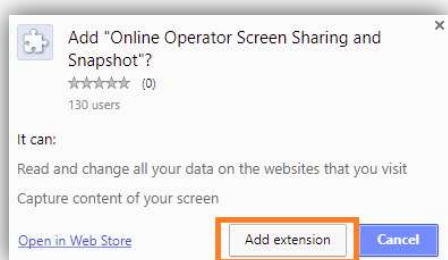 Add "Online Operator Screen Sharing and
Snapshot"?
(0)
130 users
It can:
Read and change all your data on the websites that you visit
Capture content of your screen
Open in Web Store
Add extension
Cancel